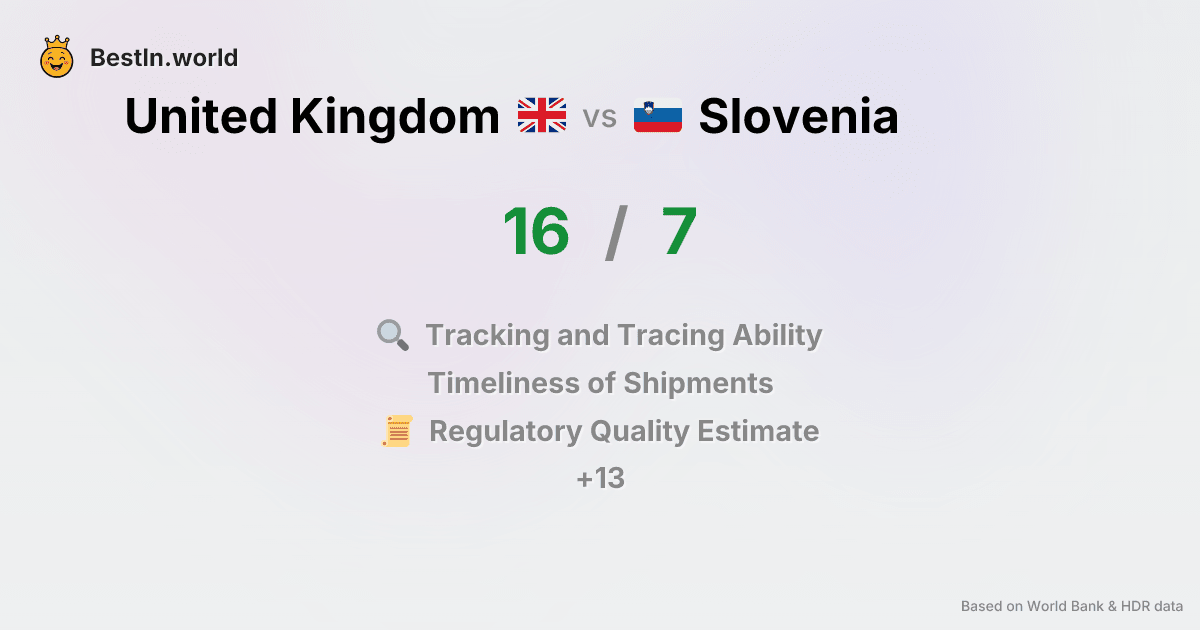 BestIn.world
United Kingdom vs Slovenia
16 / 7
Tracking and Tracing Ability
Timeliness of Shipments
Regulatory Quality Estimate
+13
Based on World Bank & HDR data